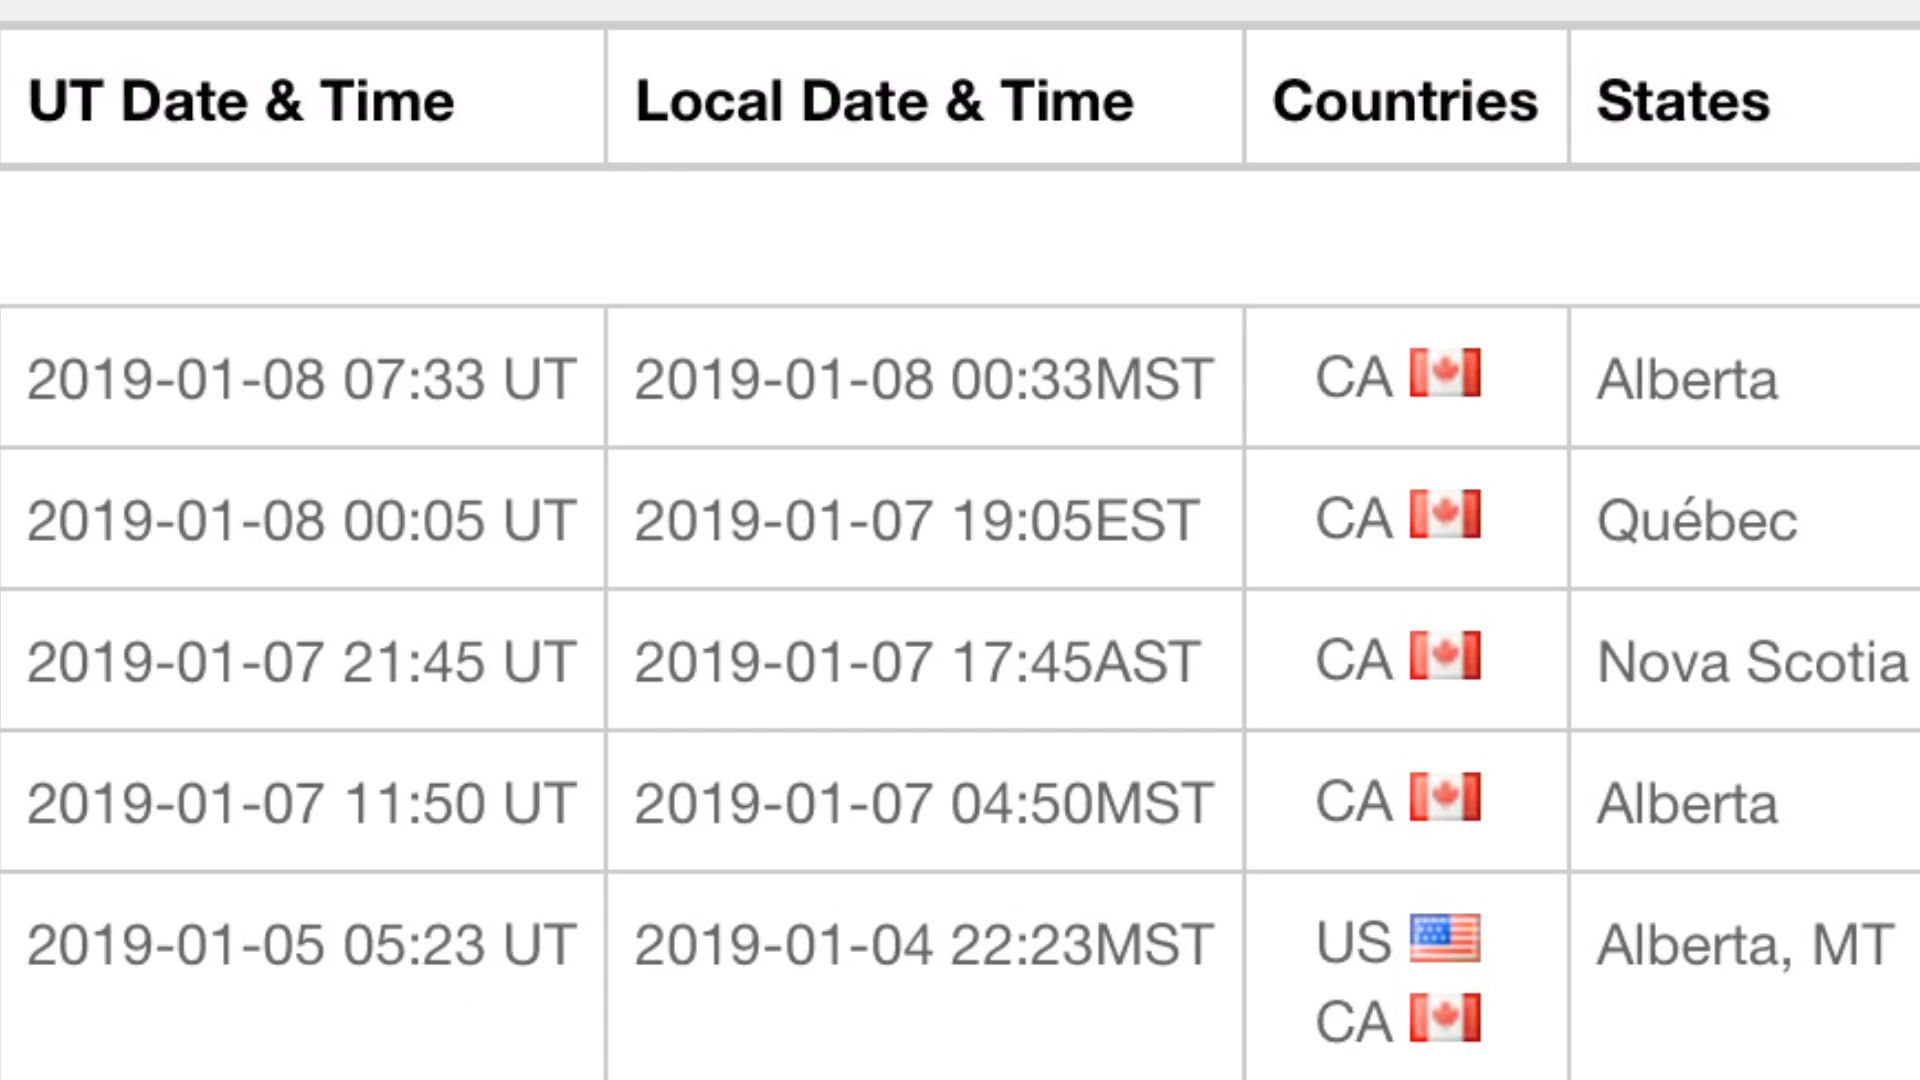 UT Date & Time Local Date & Time Countries States
2019-01-08 07:33 UT 2019-01-08 00:33MST CA Alberta
2019-01-08 00:05 UT 2019-01-07 19:05EST CA Québec
2019-01-07 21:45 UT 2019-01-07 17:45AST CA Nova Scotia
2019-01-07 11:50 UT 2019-01-07 04:50MST CA Alberta
2019-01-05 05:23 UT 2019-01-04 22:23MST US Alberta, MT
CA